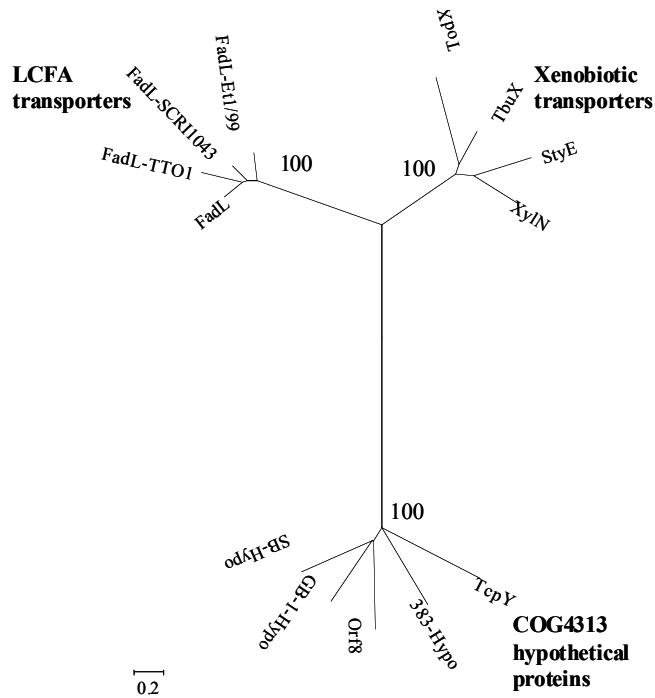 TodX
LCFA
transporters
FadL-Et1/99
FadL-SCRI1043
FadL-TTO1
FadL
100
100
Xenobiotic
transporters
TbuX
StyE
XylN
100
SB-Hypo
GB-1-Hypo
Orf8
383-Hypo
TcpY
COG4313
hypothetical
proteins
0.2